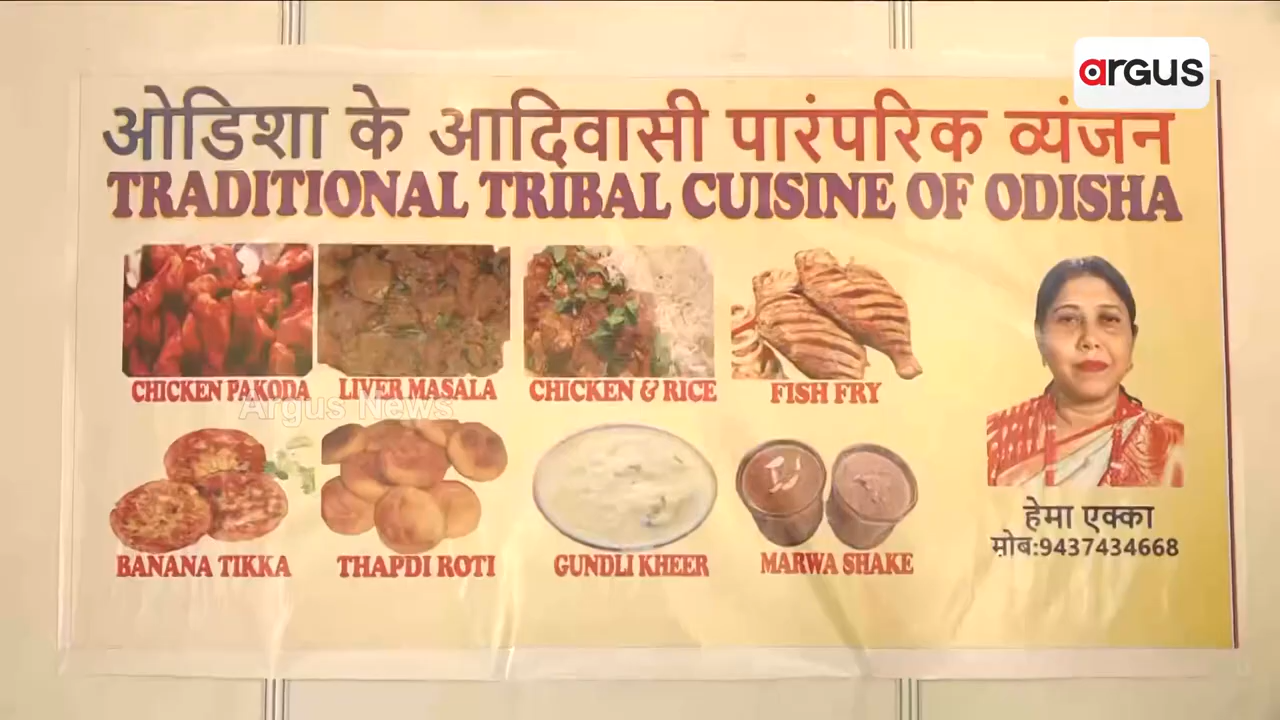 argus
ओडिशा के आदिवासी पारंपरिक व्यंजन
TRADITIONAL TRIBAL CUISINE OF ODISHA
CHICKEN PAKODA
LIVER MASALA
CHICKEN & RICE
FISH FRY
Argus News
BANANA TIKKA
THAPDI ROTI
GUNDLI KHEER
MARWA SHAKE
हेमा एक्का
मोब:9437434668